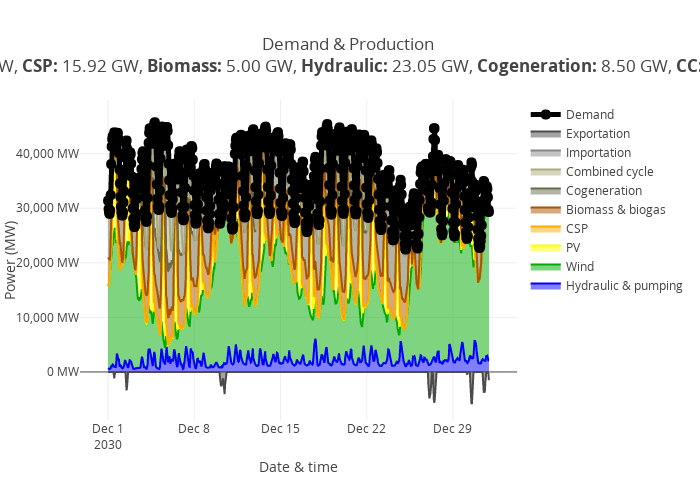 Demand & Production
W, CSP: 15.92 GW, Biomass: 5.00 GW, Hydraulic: 23.05 GW, Cogeneration: 8.50 GW, CC:
40,000 MW
30,000 MW
20,000 MW
10,000 MW
0 MW
Power (MW)
Dec 1
2030
Dec 8
Dec 15
Dec 22
Dec 29
Date & time
Demand
Exportation
Importation
Combined cycle
Cogeneration
Biomass & biogas
CSP
PV
Wind
Hydraulic & pumping